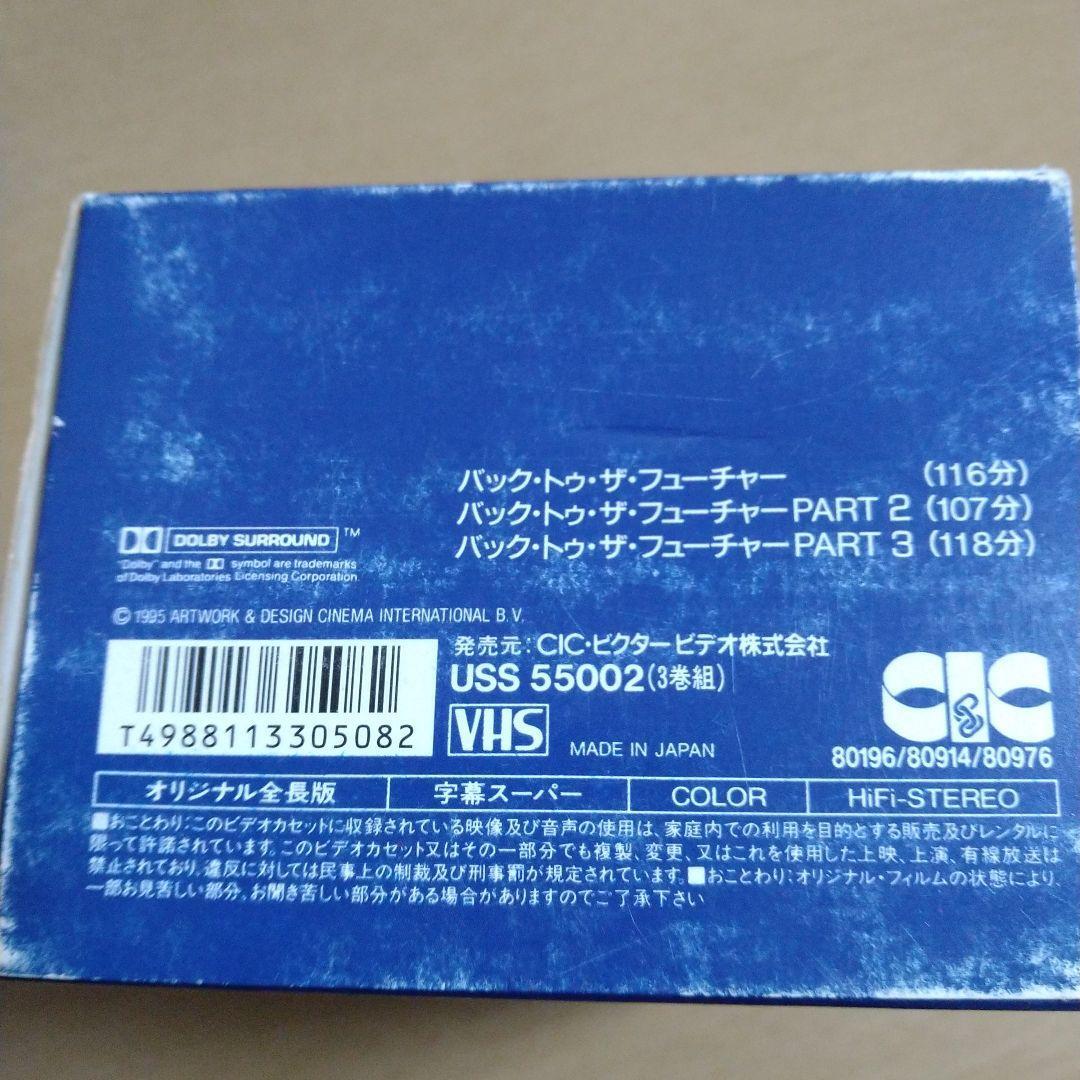 バック・トゥ・ザ・フューチャー (116分)
バック・トゥ・ザ・フューチャーPART 2 (107分)
バック・トゥ・ザ・フューチャーPART 3 (118分)
DOLBY SURROUND TM
"Dolby" and the symbol are trademarks
of Dolby Laboratories Licensing Corporation
© 1995 ARTWORK & DESIGN CINEMA INTERNATIONAL B.V.
発売元:CIC・ビクタービデオ株式会社
USS 55002(3巻組)
T4988113305082
VHS MADE IN JAPAN
CIC
80196/80914/80976
オリジナル全長版 字幕スーパー COLOR HiFi-STEREO
■おことわり:このビデオカセットに収録されている映像及び音声の使用は、家庭内での利用を目的とする販売及びレンタルに
限って許諾されています。このビデオカセット又はその一部分でも複製、変更、又はこれを使用した上映、上演、有線放送は
禁止されており、違反に対しては民事上の制裁及び刑事罰が規定されています。■おことわり:オリジナル・フィルムの状態により、
一部お見苦しい部分、お聞き苦しい部分がある場合がありますのでご了承下さい